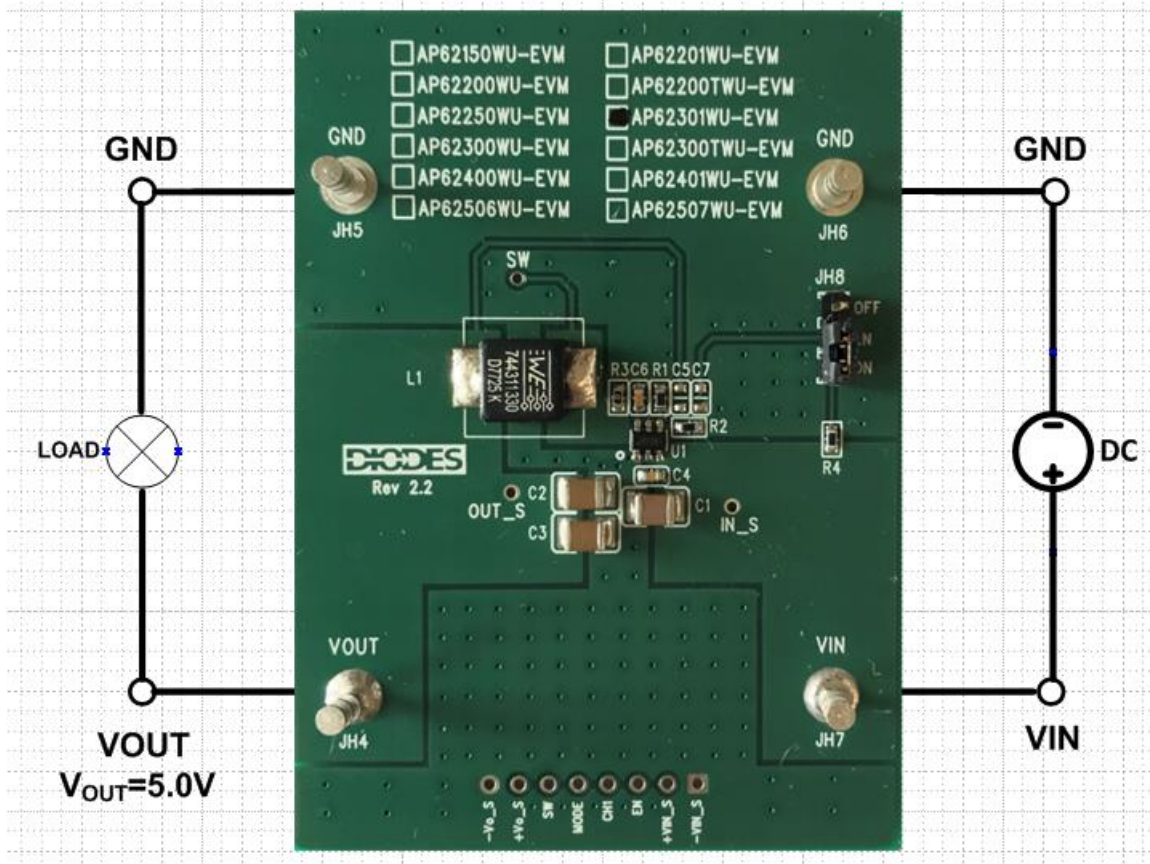 AP62150WU-EVM
AP62200WU-EVM
AP62250WU-EVM
AP62300WU-EVM
AP62400WU-EVM
AP62506WU-EVM
AP62201WU-EVM
AP62200TWU-EVM
AP62301WU-EVM
AP62300TWU-EVM
AP62401WU-EVM
AP62507WU-EVM
GND
GND
JH5
GND
JH6
GND
SW
JH8
OFF
ON
L1
WE
744311330
D7725K
R3 C6 R1 C5 C7
R2
U1
R4
LOAD
DC
-
+
DIODES
Rev 2.2
OUT_S
C2
C3
C4
C1
IN_S
VOUT
JH4
VIN
JH7
VOUT
VOUT=5.0V
VIN
-Vo_S
+Vo_S
SW
MODE
CH1
EN
+VIN_S
-VIN_S